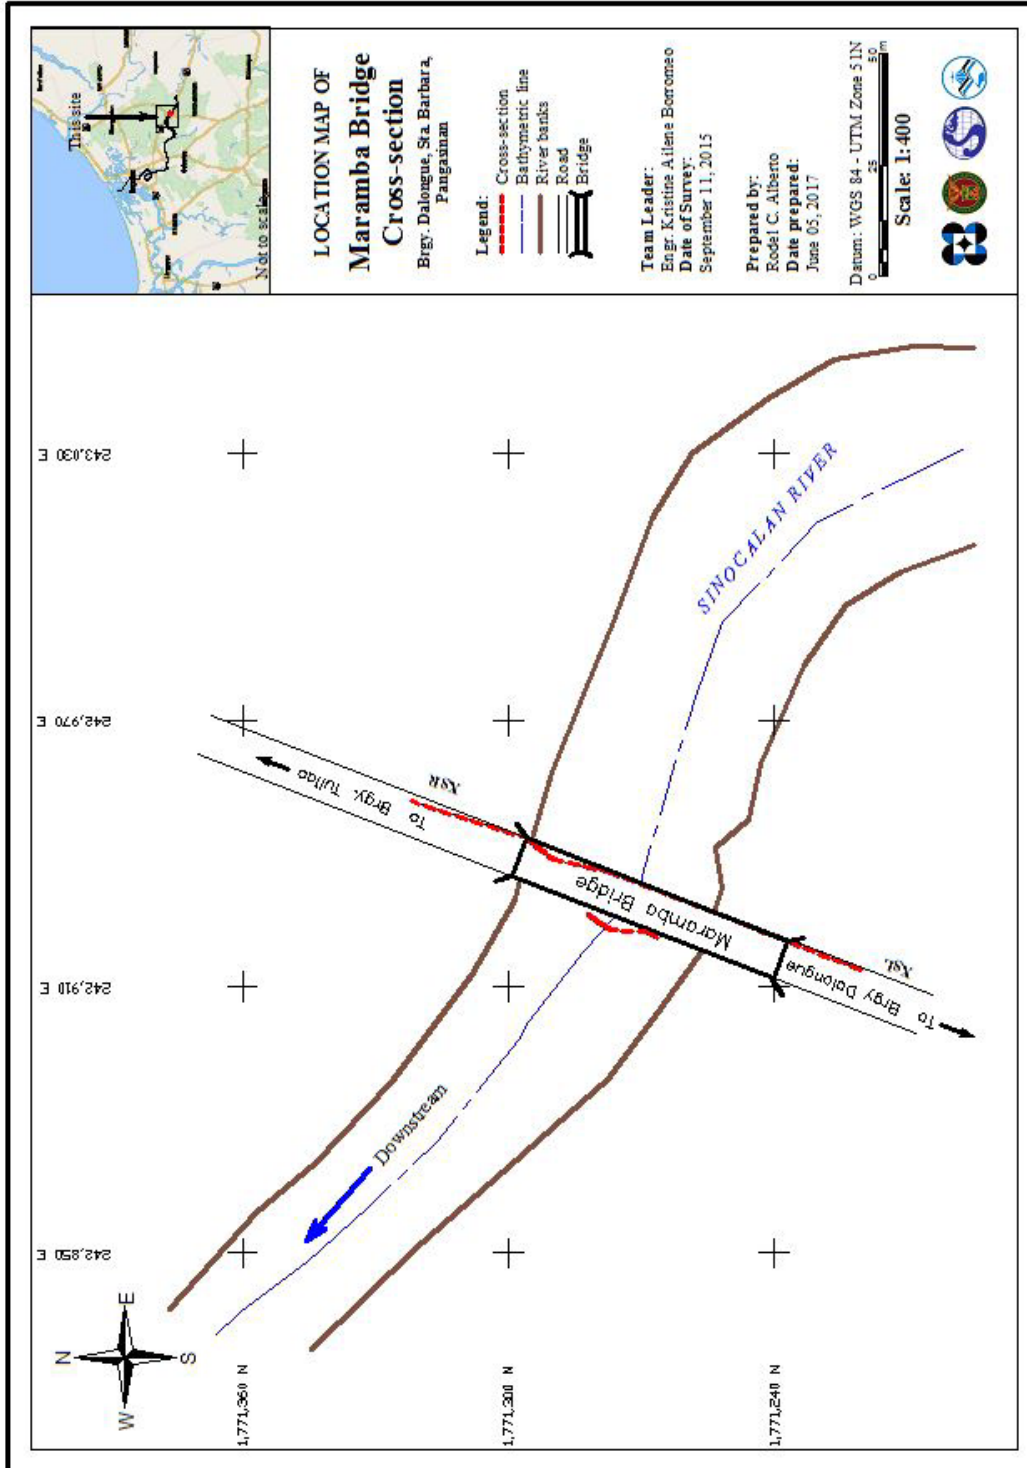 This site
Not to scale
LOCATION MAP OF
Maramba Bridge
Cross-section
Brgy. Dalongue, Sta. Barbara,
Pangasinan
Legend:
Cross-section
Bathymetric line
River banks
Road
Bridge
Team Leader:
Engr. Kristine Ailene Borromeo
Date of Survey:
September 11, 2015
Prepared by:
Rodel C. Alberto
Date prepared:
June 05, 2017
Datum: WGS 84 - UTM Zone 51N
0 25 50 m
Scale: 1:400
243,030 E
242,970 E
242,910 E
242,850 E
1,771,360 N
1,771,300 N
1,771,240 N
SINOCALAN RIVER
To Brgy. Tuliao
XsR
Maramba Bridge
XsL
To Brgy Dalongue
Downstream
N
E
S
W